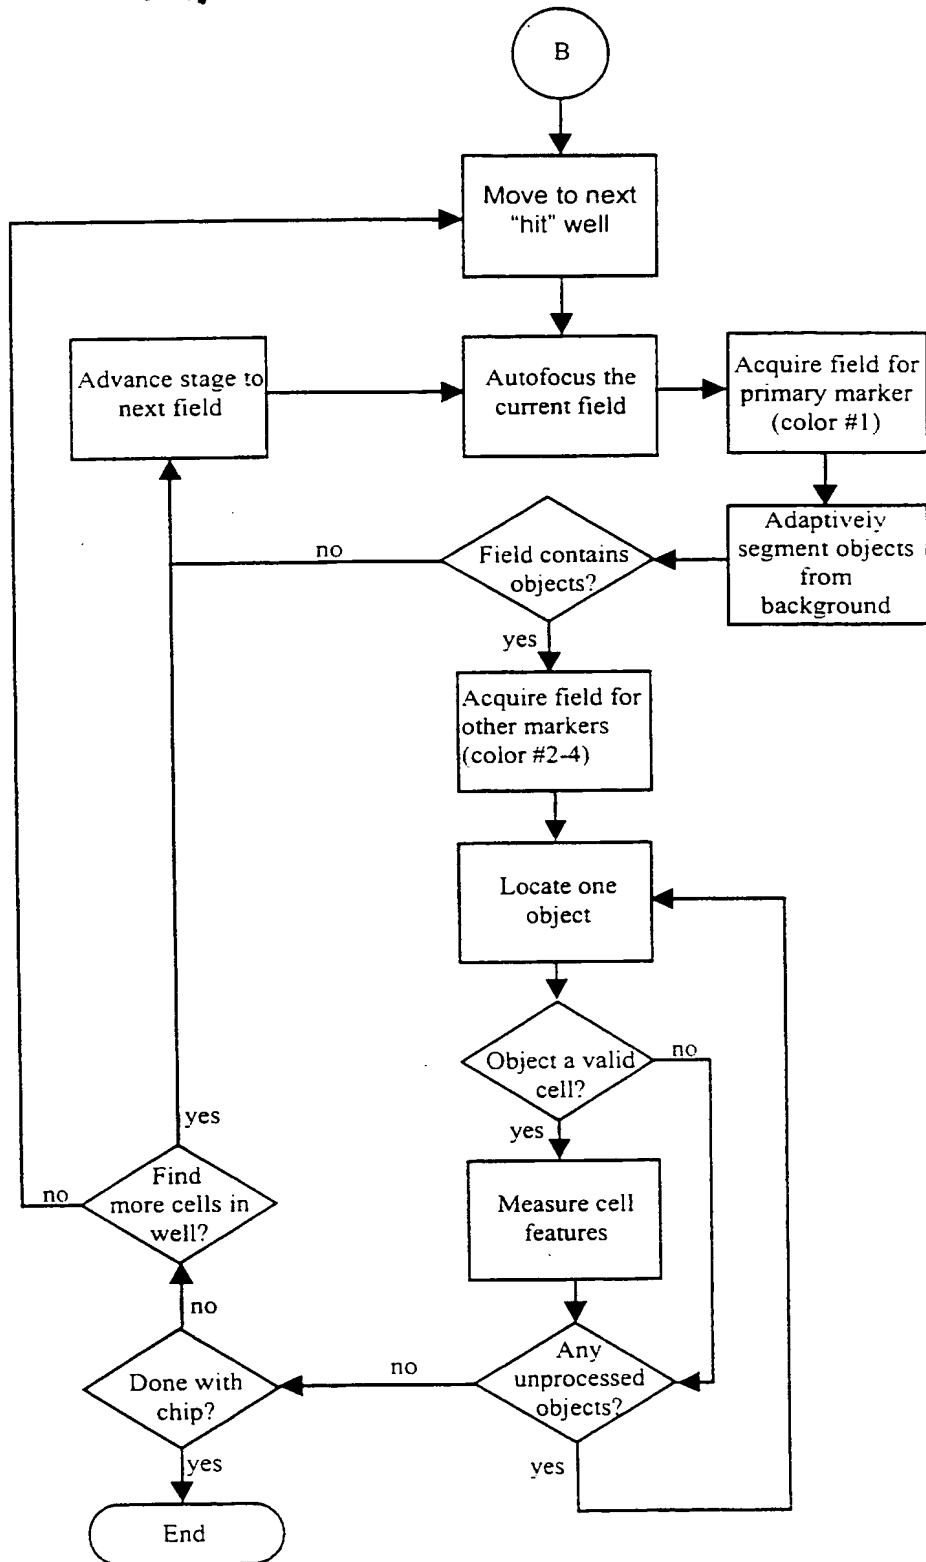 B
Move to next
“hit” well
Advance stage to
next field
Autofocus the
current field
Acquire field for
primary marker
(color #1)
Adaptively
segment objects
from
background
Field contains
objects?
no
yes
Acquire field for
other markers
(color #2-4)
Locate one
object
Object a valid
cell?
no
yes
Measure cell
features
Any
unprocessed
objects?
no
yes
Done with
chip?
no
yes
Find
more cells in
well?
yes
no
End